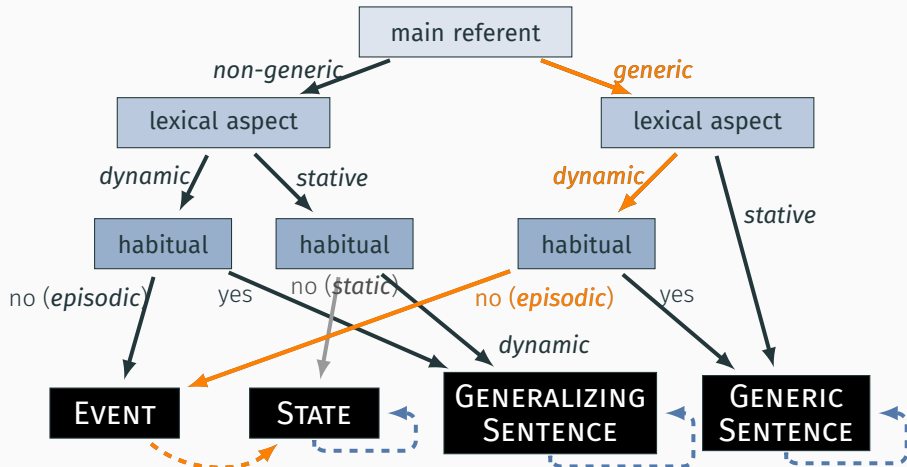 main referent
non-generic
generic
lexical aspect
lexical aspect
dynamic
stative
dynamic
stative
habitual
habitual
habitual
no (episodic)
yes
no (static)
no (episodic)
yes
dynamic
EVENT
STATE
GENERALIZING
SENTENCE
GENERIC
SENTENCE